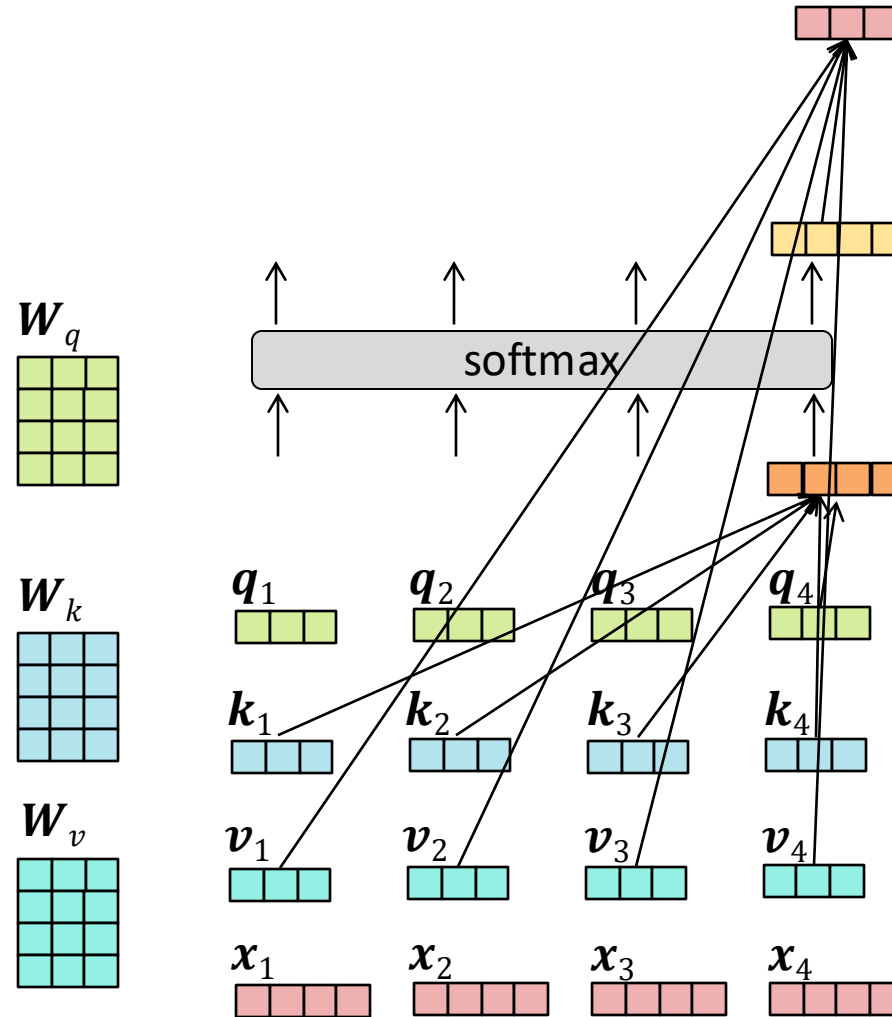 W_q
softmax
W_k
q_1 q_2 q_3 q_4
k_1 k_2 k_3 k_4
W_v
v_1 v_2 v_3 v_4
x_1 x_2 x_3 x_4